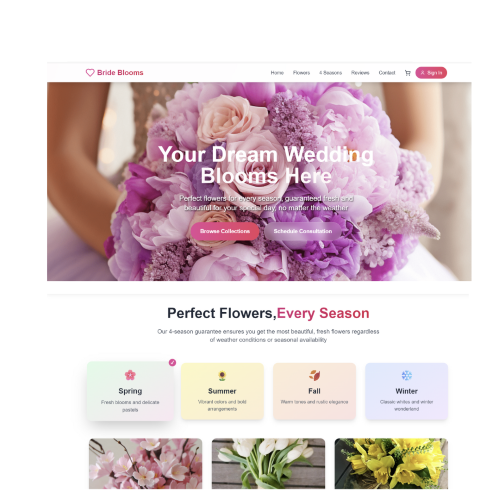 Bride Blooms
Home Flowers 4 Seasons Reviews Contact Sign In
Your Dream Wedding
Blooms Here
Perfect flowers for every season, guaranteed fresh and
beautiful for your special day, no matter the weather
Browse Collections Schedule Consultation
Perfect Flowers,Every Season
Our 4-season guarantee ensures you get the most beautiful, fresh flowers regardless
of weather conditions or seasonal availability
Spring
Fresh blooms and delicate
pastels
Summer
Vibrant colors and bold
arrangements
Fall
Warm tones and rustic elegance
Winter
Classic whites and winter
wonderland